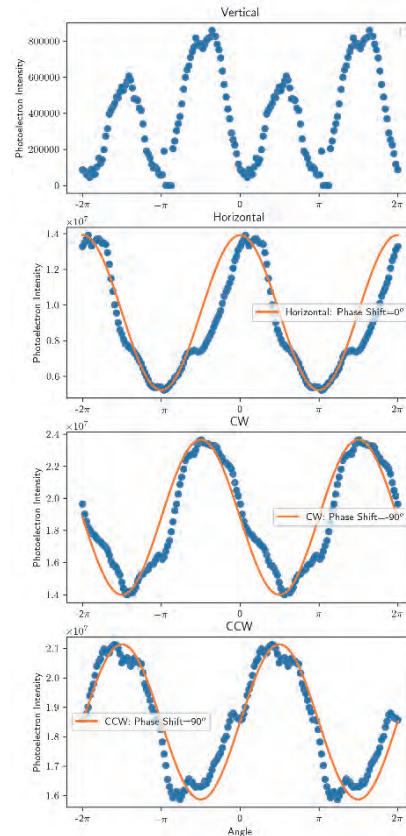 Vertical
800000
600000
400000
200000
0
Photoelectron Intensity
-2π
-π
0
π
2π
×10⁷
Horizontal
1.4
1.2
1.0
0.8
0.6
Photoelectron Intensity
Horizontal: Phase Shift=0°
-2π
-π
0
π
2π
×10⁷
CW
2.4
2.2
2.0
1.8
1.6
1.4
Photoelectron Intensity
CW: Phase Shift=-90°
-2π
-π
0
π
2π
×10⁷
CCW
2.1
2.0
1.9
1.8
1.7
1.6
Photoelectron Intensity
CCW: Phase Shift=90°
-2π
-π
0
π
2π
Angle